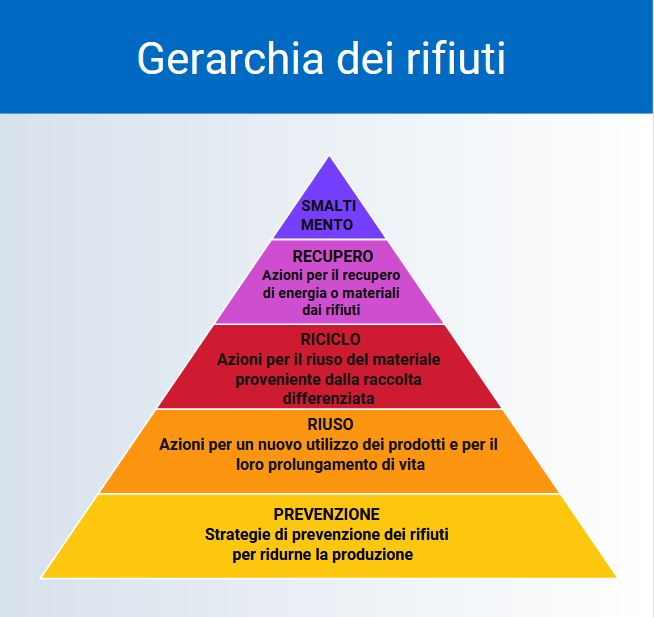 Gerarchia dei rifiuti
SMALTI
MENTO
RECUPERO
Azioni per il recupero
di energia o materiali
dai rifiuti
RICICLO
Azioni per il riuso del materiale
proveniente dalla raccolta
differenziata
RIUSO
Azioni per un nuovo utilizzo dei prodotti e per il
loro prolungamento di vita
PREVENZIONE
Strategie di prevenzione dei rifiuti
per ridurne la produzione